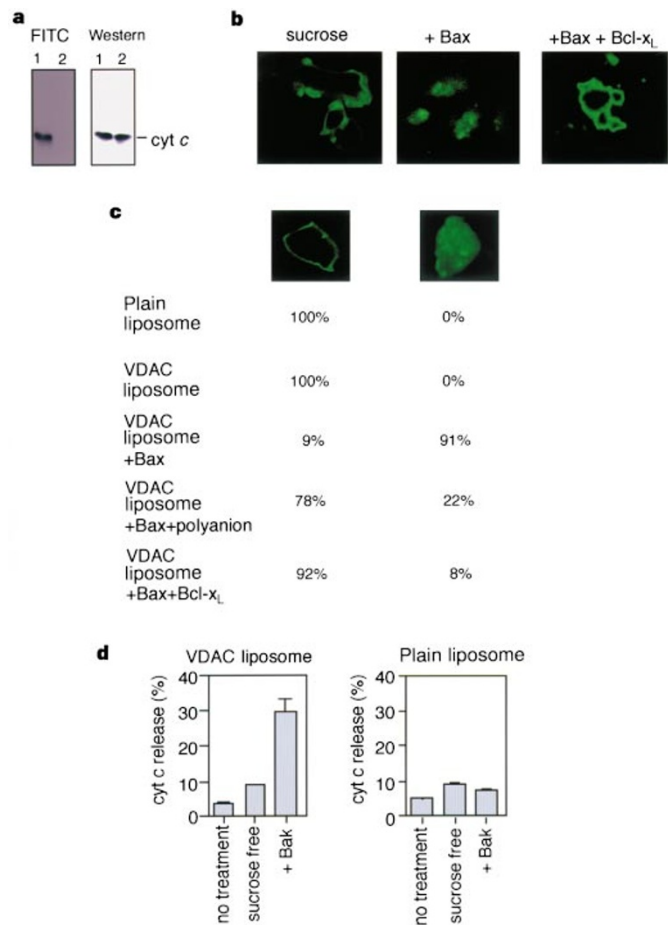 a
FITC
Western
1 2
1 2
cyt c
b
sucrose
+ Bax
+Bax + Bcl-xL
c
Plain
liposome
100%
0%
VDAC
liposome
100%
0%
VDAC
liposome
+Bax
9%
91%
VDAC
liposome
+Bax+polyanion
78%
22%
VDAC
liposome
+Bax+Bcl-xL
92%
8%
d
VDAC liposome
cyt c release (%)
40
30
20
10
0
no treatment
sucrose free
+ Bak
Plain liposome
cyt c release (%)
40
30
20
10
0
no treatment
sucrose free
+ Bak